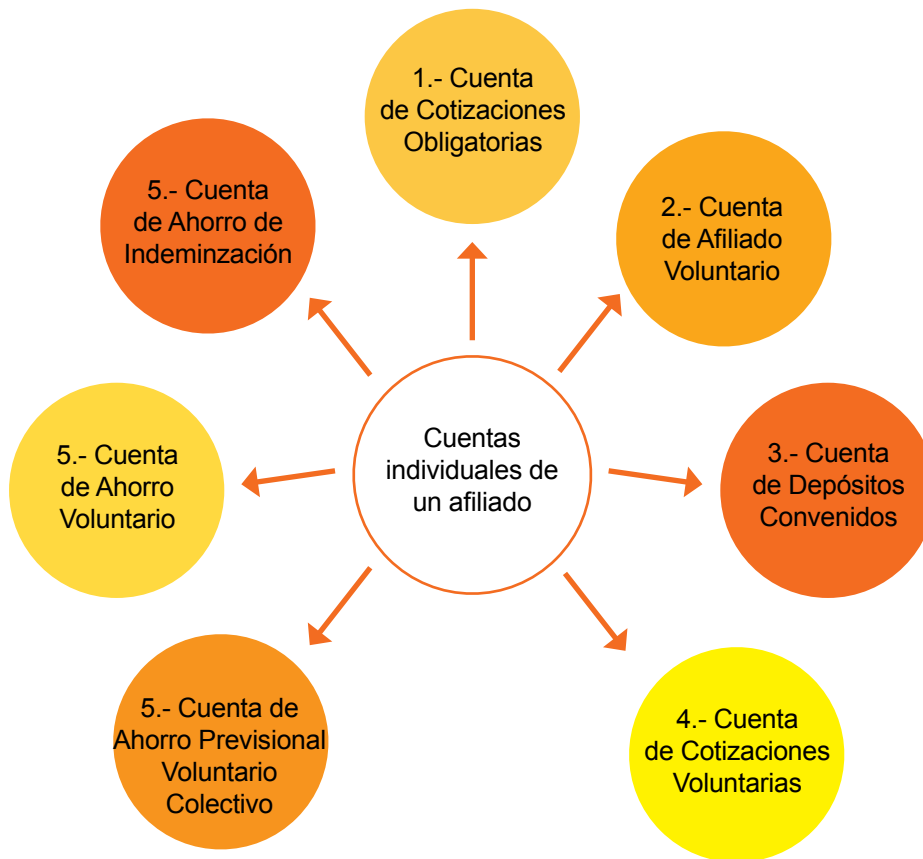 1.- Cuenta
de Cotizaciones
Obligatorias
2.- Cuenta
de Afiliado
Voluntario
3.- Cuenta
de Depósitos
Convenidos
4.- Cuenta
de Cotizaciones
Voluntarias
5.- Cuenta de
Ahorro Previsional
Voluntario
Colectivo
5.- Cuenta
de Ahorro
Voluntario
5.- Cuenta
de Ahorro de
Indeminzación
Cuentas
individuales de
un afiliado